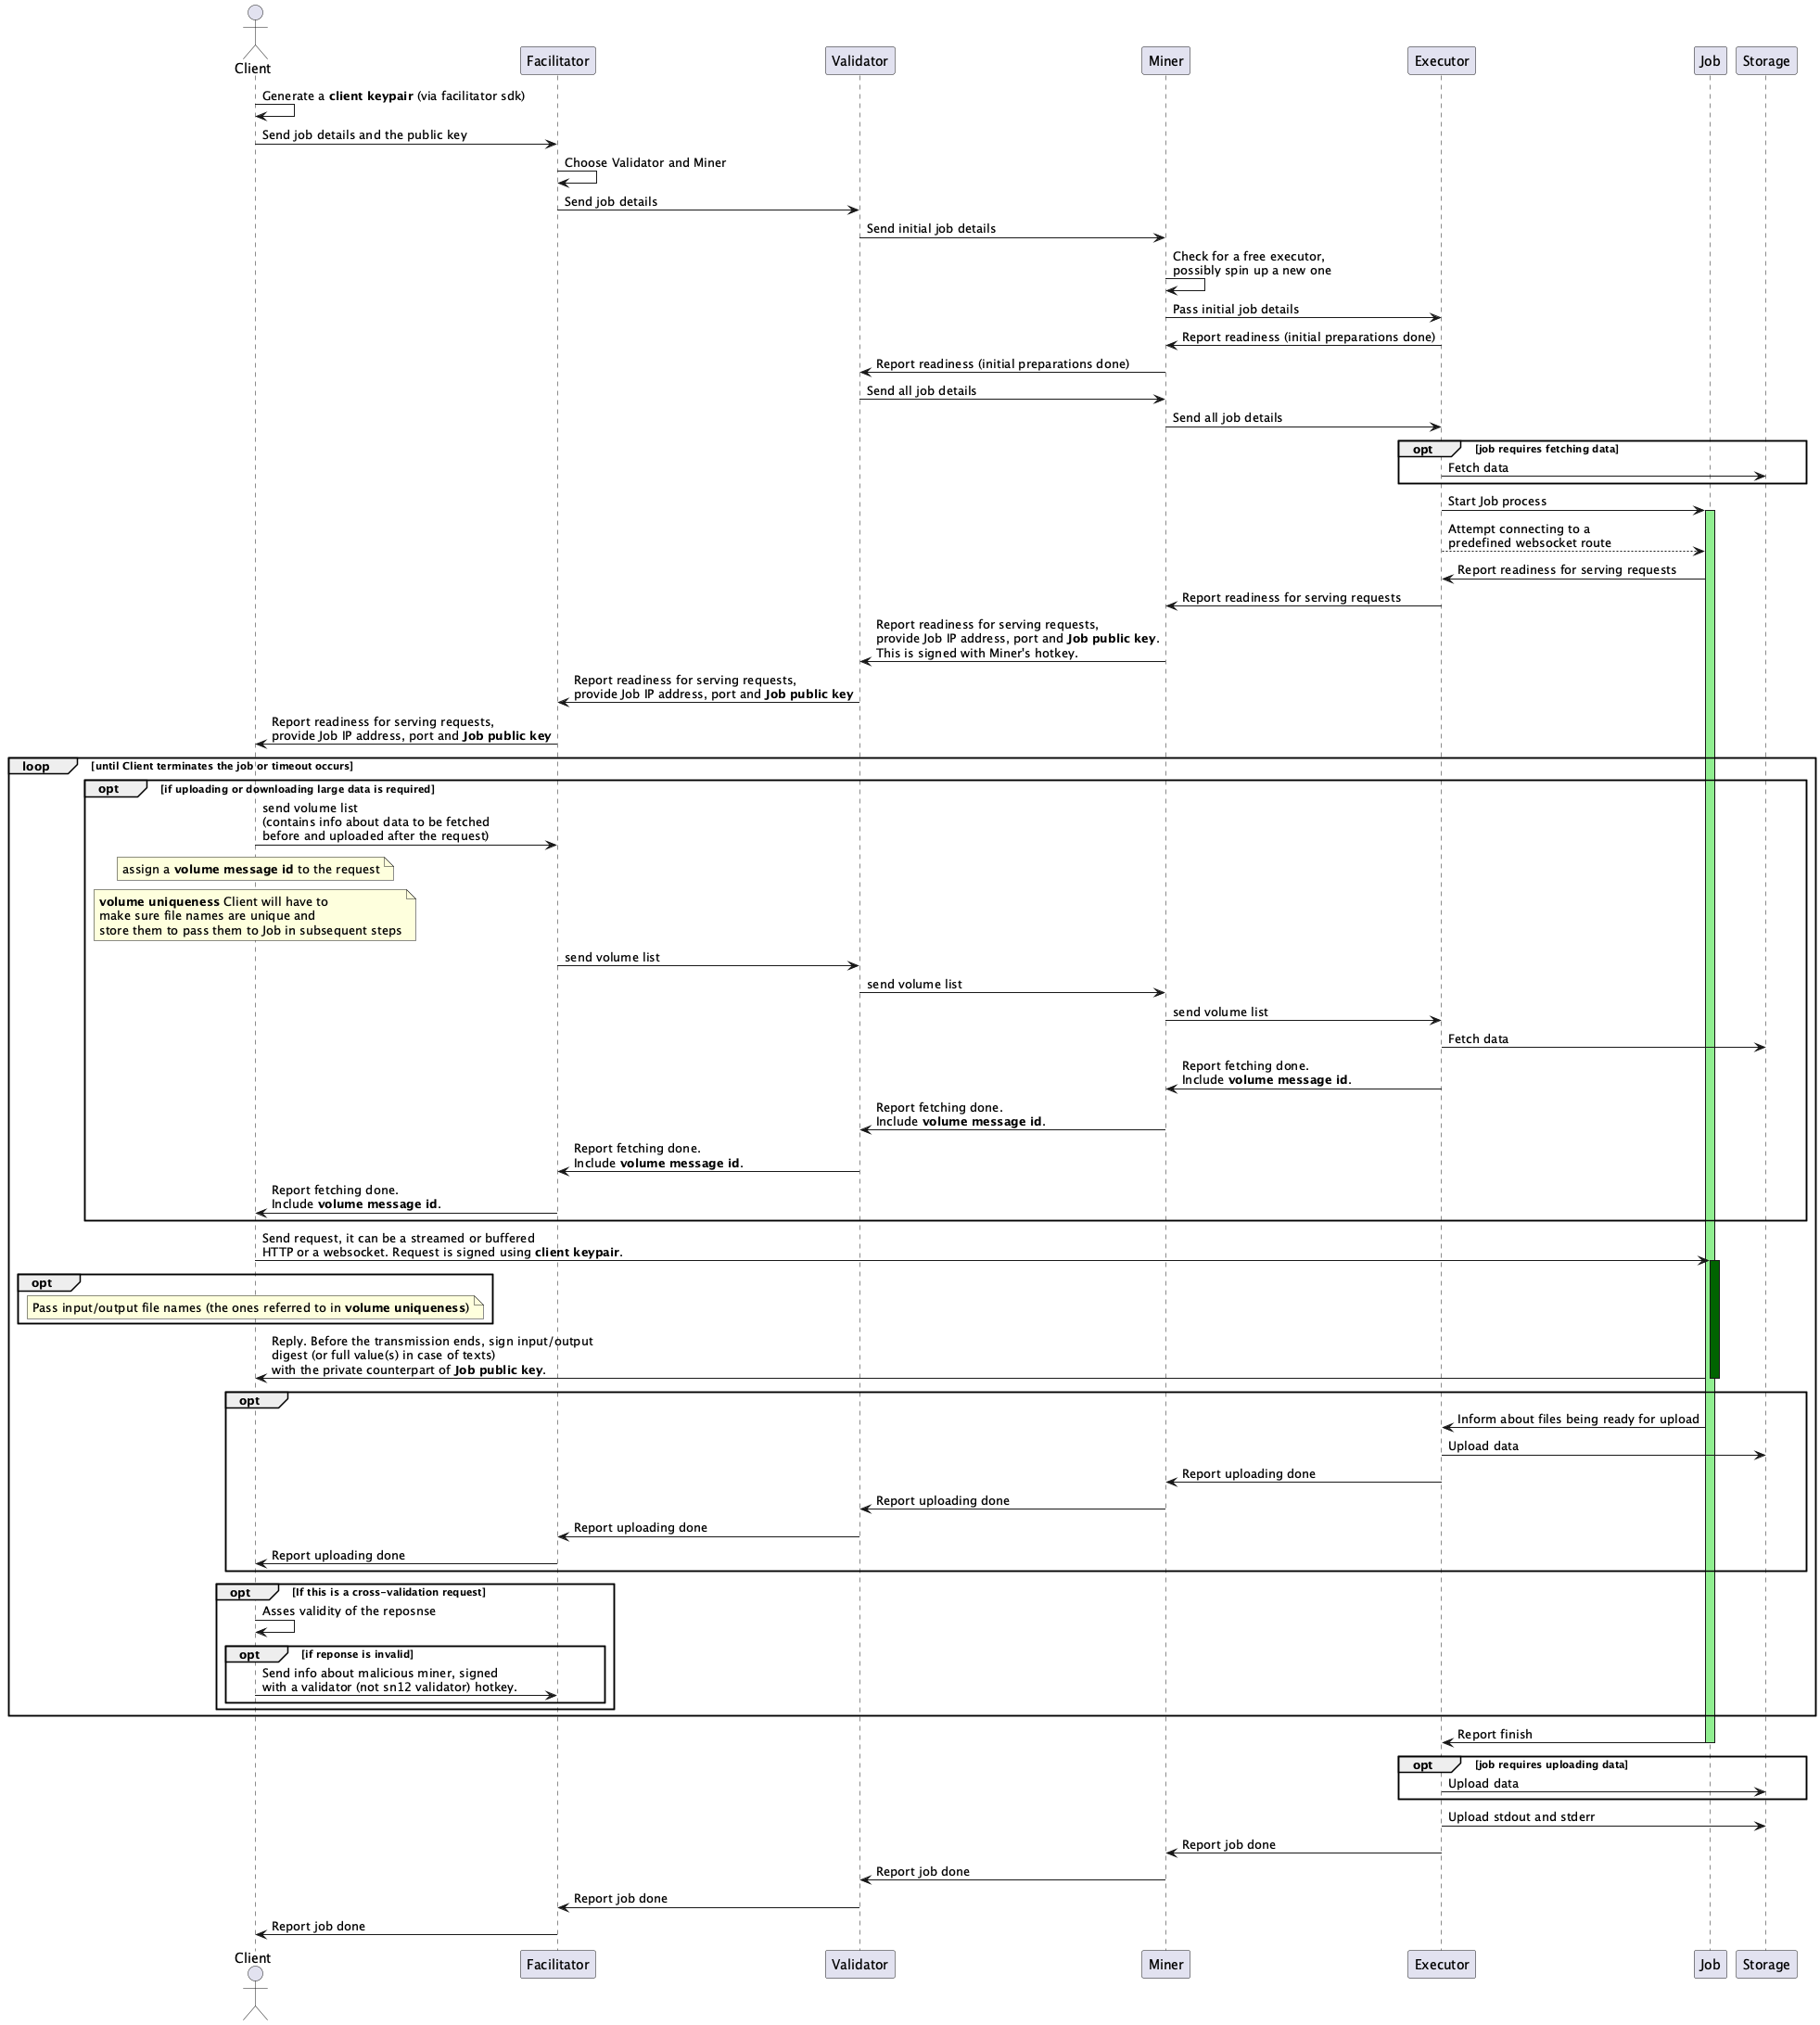 Client
Facilitator
Validator
Miner
Executor
Job
Storage
Generate a client keypair (via facilitator sdk)
Send job details and the public key
Choose Validator and Miner
Send job details
Send initial job details
Check for a free executor,
possibly spin up a new one
Pass initial job details
Report readiness (initial preparations done)
Report readiness (initial preparations done)
Send all job details
Send all job details
opt [job requires fetching data]
Fetch data
Start Job process
Attempt connecting to a
predefined websocket route
Report readiness for serving requests
Report readiness for serving requests
Report readiness for serving requests,
provide Job IP address, port and Job public key.
This is signed with Miner's hotkey.
Report readiness for serving requests,
provide Job IP address, port and Job public key
Report readiness for serving requests,
provide Job IP address, port and Job public key
loop [until Client terminates the job or timeout occurs]
opt [if uploading or downloading large data is required]
send volume list
(contains info about data to be fetched
before and uploaded after the request)
assign a volume message id to the request
volume uniqueness Client will have to
make sure file names are unique and
store them to pass them to Job in subsequent steps
send volume list
send volume list
send volume list
Fetch data
Report fetching done.
Include volume message id.
Report fetching done.
Include volume message id.
Report fetching done.
Include volume message id.
Report fetching done.
Include volume message id.
Send request, it can be a streamed or buffered
HTTP or a websocket. Request is signed using client keypair.
opt
Pass input/output file names (the ones referred to in volume uniqueness)
Reply. Before the transmission ends, sign input/output
digest (or full value(s) in case of texts)
with the private counterpart of Job public key.
opt
Inform about files being ready for upload
Upload data
Report uploading done
Report uploading done
Report uploading done
Report uploading done
opt [If this is a cross-validation request]
Asses validity of the reposnse
opt [if reponse is invalid]
Send info about malicious miner, signed
with a validator (not sn12 validator) hotkey.
Report finish
opt [job requires uploading data]
Upload data
Upload stdout and stderr
Report job done
Report job done
Report job done
Report job done
Client
Facilitator
Validator
Miner
Executor
Job
Storage